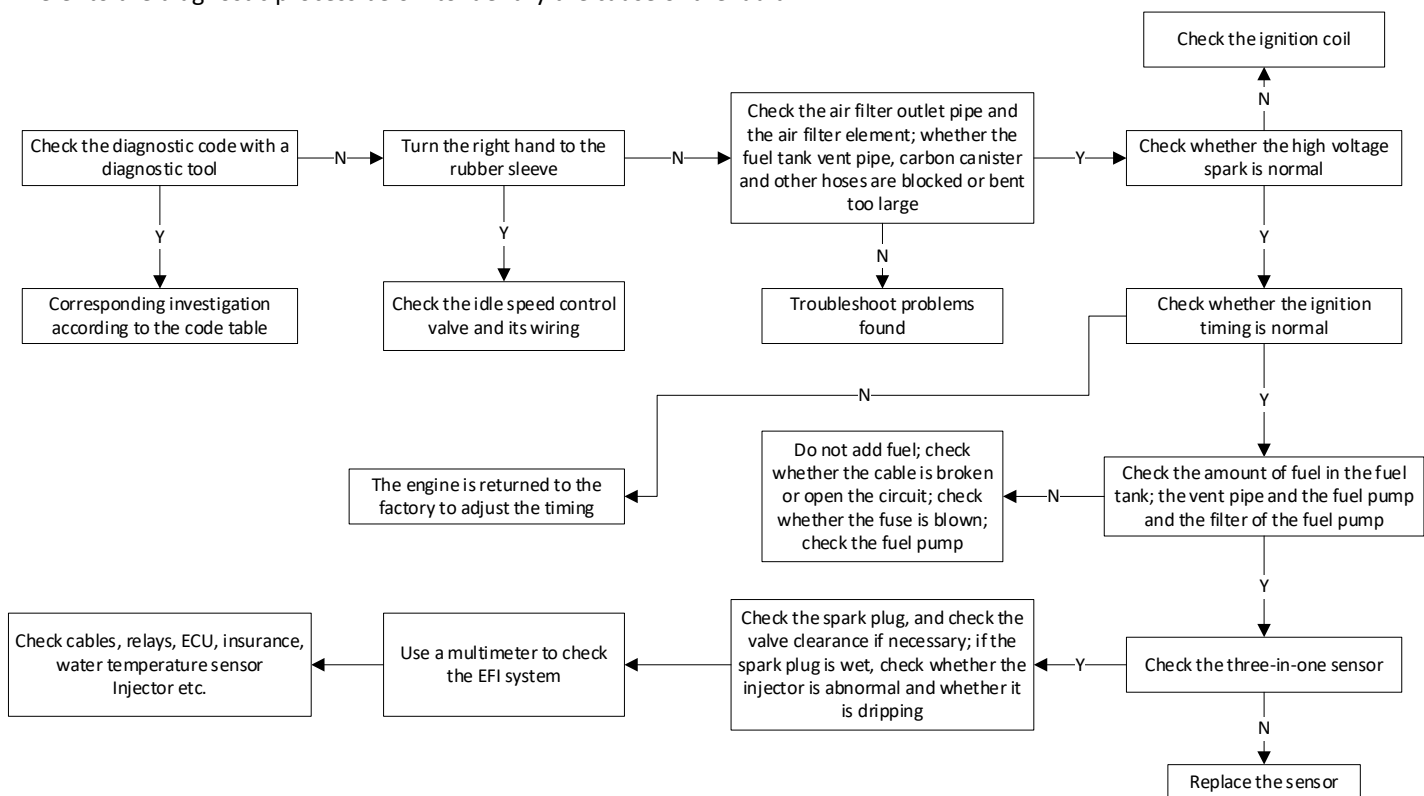 Check the ignition coil
N
Check the diagnostic code with a
diagnostic tool
N
Turn the right hand to the
rubber sleeve
N
Check the air filter outlet pipe and
the air filter element; whether the
fuel tank vent pipe, carbon canister
and other hoses are blocked or bent
too large
Y
Check whether the high voltage
spark is normal
Y
Y
N
Y
Corresponding investigation
according to the code table
Check the idle speed control
valve and its wiring
Troubleshoot problems
found
Check whether the ignition
timing is normal
N
Y
The engine is returned to the
factory to adjust the timing
Do not add fuel; check
whether the cable is broken
or open the circuit; check
whether the fuse is blown;
check the fuel pump
N
Check the amount of fuel in the fuel
tank; the vent pipe and the fuel pump
and the filter of the fuel pump
Y
Check cables, relays, ECU, insurance,
water temperature sensor
Injector etc.
Use a multimeter to check
the EFI system
Check the spark plug, and check the
valve clearance if necessary; if the
spark plug is wet, check whether the
injector is abnormal and whether it
is dripping
Y
Check the three-in-one sensor
N
Replace the sensor